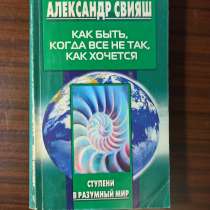 АЛЕКСАНДР СВИЯШ
КАК БЫТЬ,
КОГДА ВСЕ НЕ ТАК,
КАК ХОЧЕТСЯ
СТУПЕНИ
В РАЗУМНЫЙ МИР